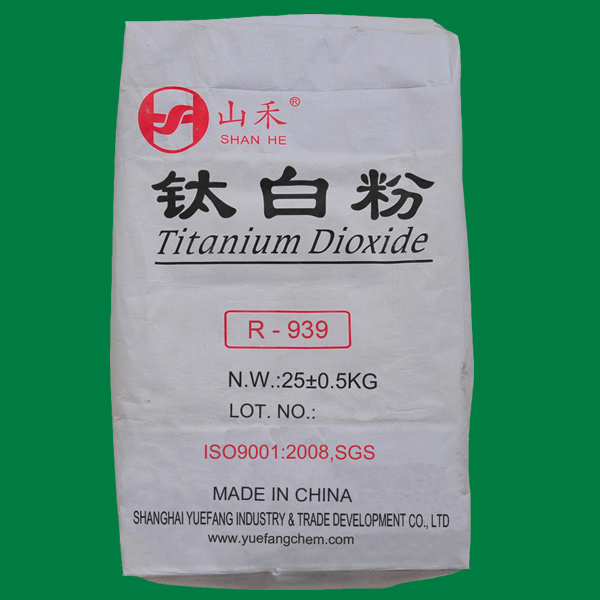 山禾®
SHAN HE
钛白粉
Titanium Dioxide
R - 939
N.W.:25±0.5KG
LOT. NO.:
ISO9001:2008,SGS
MADE IN CHINA
SHANGHAI YUEFANG INDUSTRY & TRADE DEVELOPMENT CO., LTD
www.yuefangchem.com